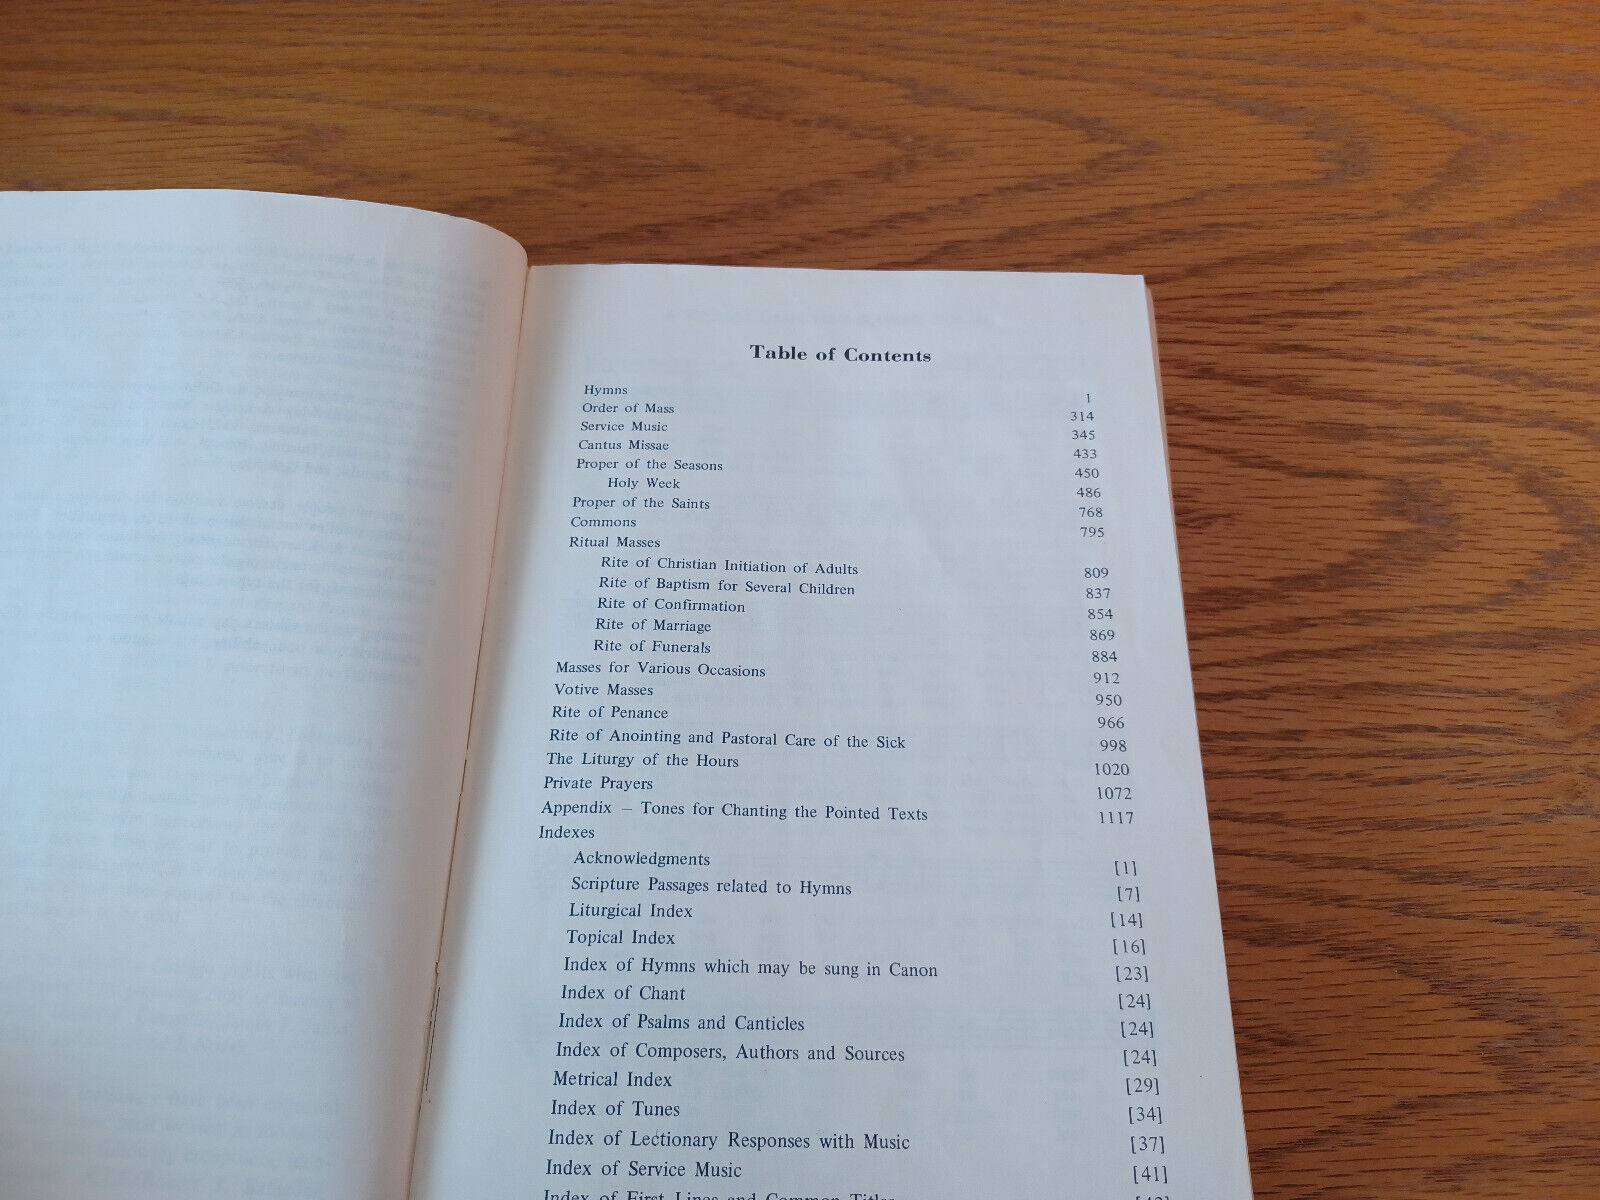 Table of Contents
Hymns 1
Order of Mass 314
Service Music 345
Cantus Missae 433
Proper of the Seasons 450
Holy Week 486
Proper of the Saints 768
Commons 795
Ritual Masses
Rite of Christian Initiation of Adults 809
Rite of Baptism for Several Children 837
Rite of Confirmation 854
Rite of Marriage 869
Rite of Funerals 884
Masses for Various Occasions 912
Votive Masses 950
Rite of Penance 966
Rite of Anointing and Pastoral Care of the Sick 998
The Liturgy of the Hours 1020
Private Prayers 1072
Appendix – Tones for Chanting the Pointed Texts 1117
Indexes
Acknowledgments [1]
Scripture Passages related to Hymns [7]
Liturgical Index [14]
Topical Index [16]
Index of Hymns which may be sung in Canon [23]
Index of Chant [24]
Index of Psalms and Canticles [24]
Index of Composers, Authors and Sources [24]
Metrical Index [29]
Index of Tunes [34]
Index of Lectionary Responses with Music [37]
Index of Service Music [41]
Index of First Lines and Common Titles